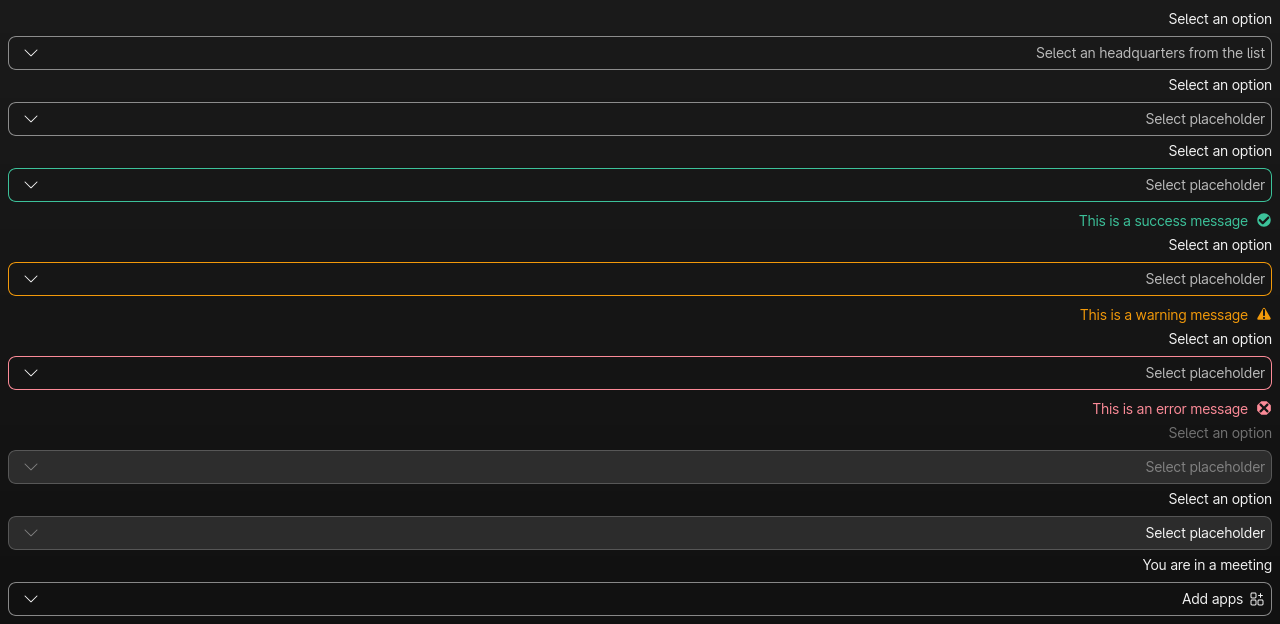 Select an option
Select an headquarters from the list
Select an option
Select placeholder
Select an option
Select placeholder
This is a success message
Select an option
Select placeholder
This is a warning message
Select an option
Select placeholder
This is an error message
Select an option
Select placeholder
Select an option
Select placeholder
You are in a meeting
Add apps